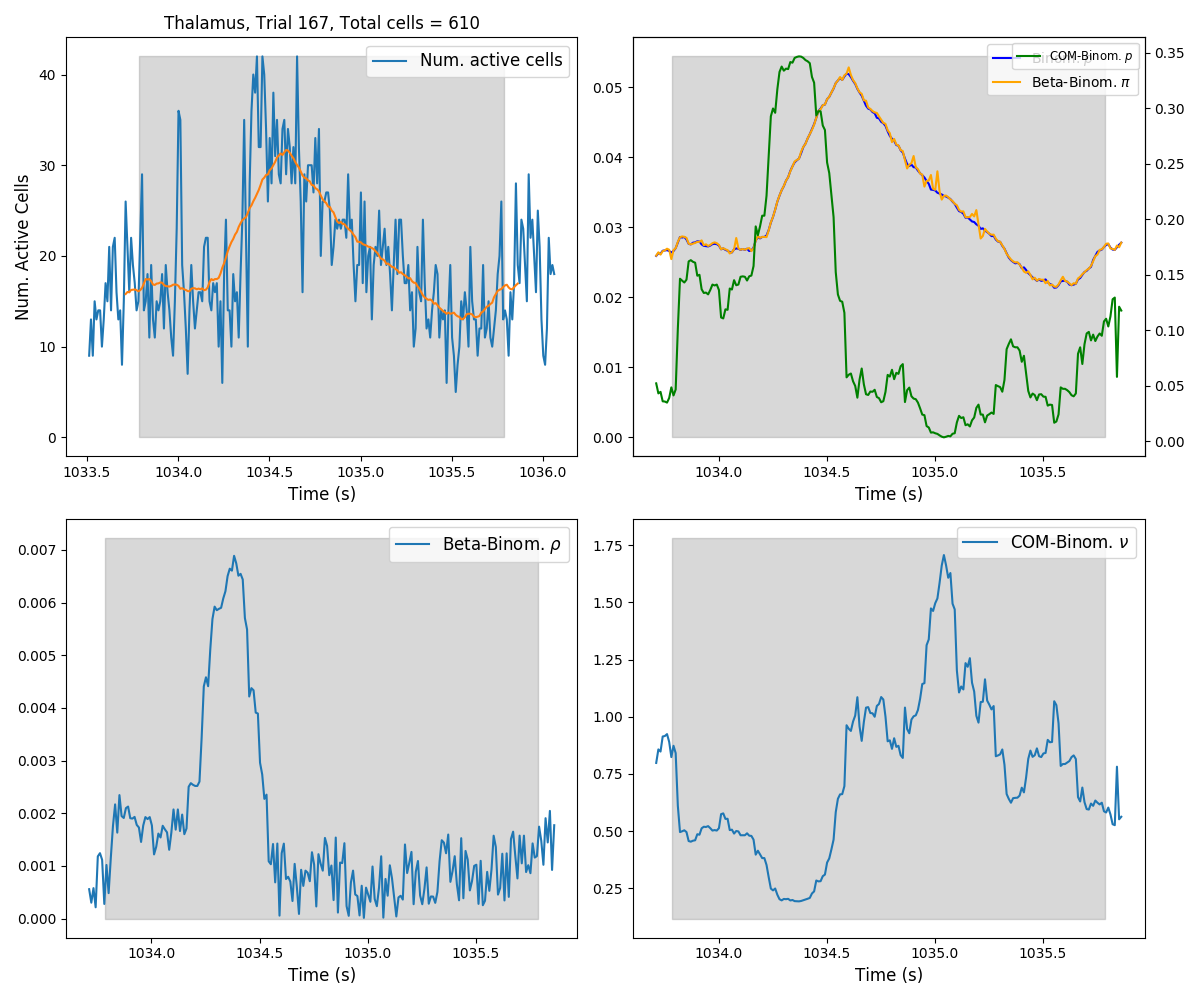 Thalamus, Trial 167, Total cells = 610
Num. active cells
Num. Active Cells
40
30
20
10
0
1033.5 1034.0 1034.5 1035.0 1035.5 1036.0
Time (s)
COM-Binom. p
Beta-Binom. π
0.05
0.04
0.03
0.02
0.01
0.00
0.35
0.30
0.25
0.20
0.15
0.10
0.05
0.00
1034.0 1034.5 1035.0 1035.5
Time (s)
Beta-Binom. ρ
0.007
0.006
0.005
0.004
0.003
0.002
0.001
0.000
1034.0 1034.5 1035.0 1035.5
Time (s)
COM-Binom. ν
1.75
1.50
1.25
1.00
0.75
0.50
0.25
1034.0 1034.5 1035.0 1035.5
Time (s)